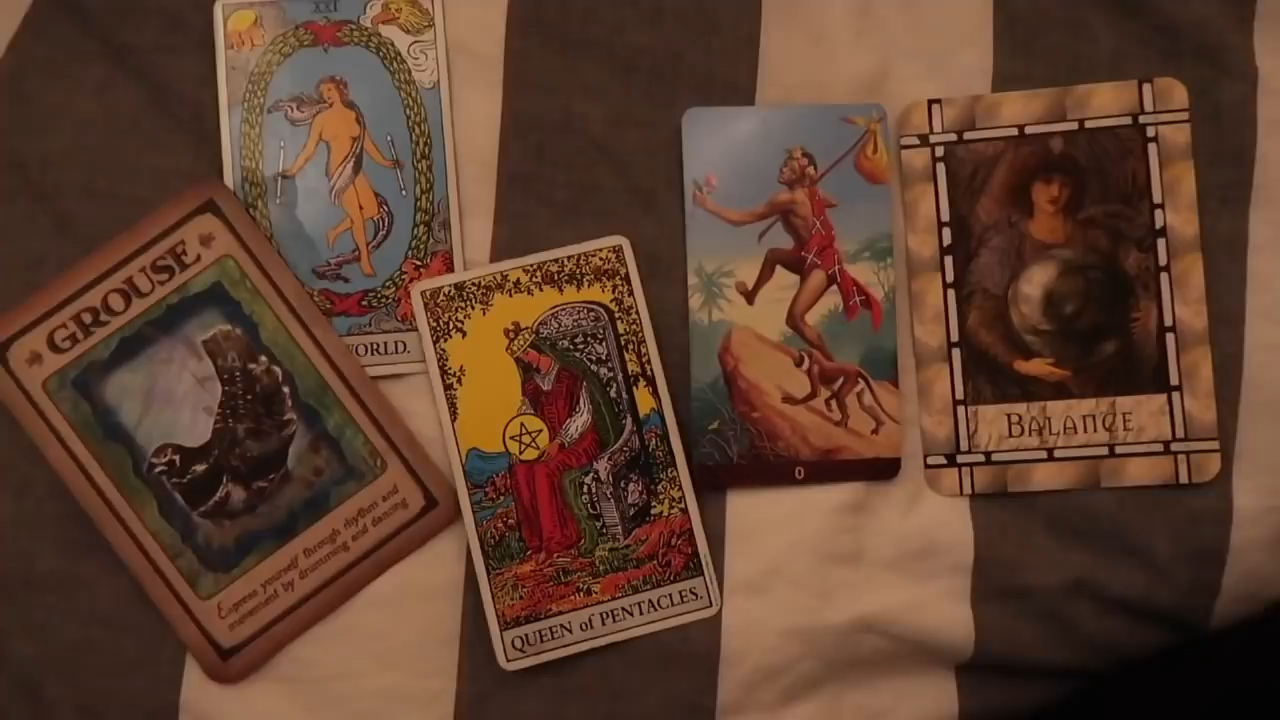 XXI
WORLD.
GROUSE
Express yourself through rhythm and
movement by drumming and dancing
QUEEN of PENTACLES.
0
BALANCE